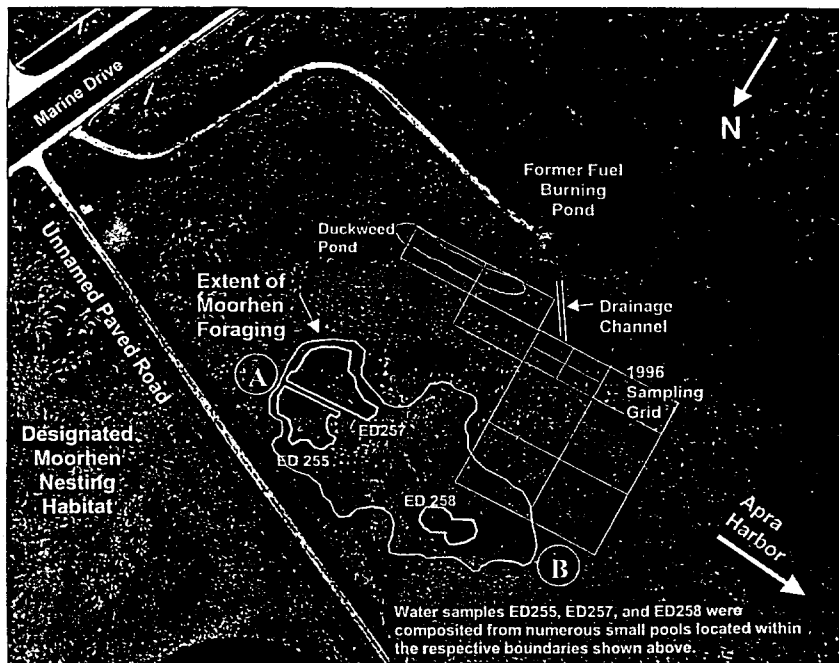 Marine Drive
N
Former Fuel
Burning
Pond
Duckweed
Pond
Unnamed Paved Road
Extent of
Moorhen
Foraging
Drainage
Channel
A
1996
Sampling
Grid
ED257
ED 255
Designated
Moorhen
Nesting
Habitat
ED 258
Apra
Harbor
B
Water samples ED255, ED257, and ED258 were
composited from numerous small pools located within
the respective boundaries shown above.